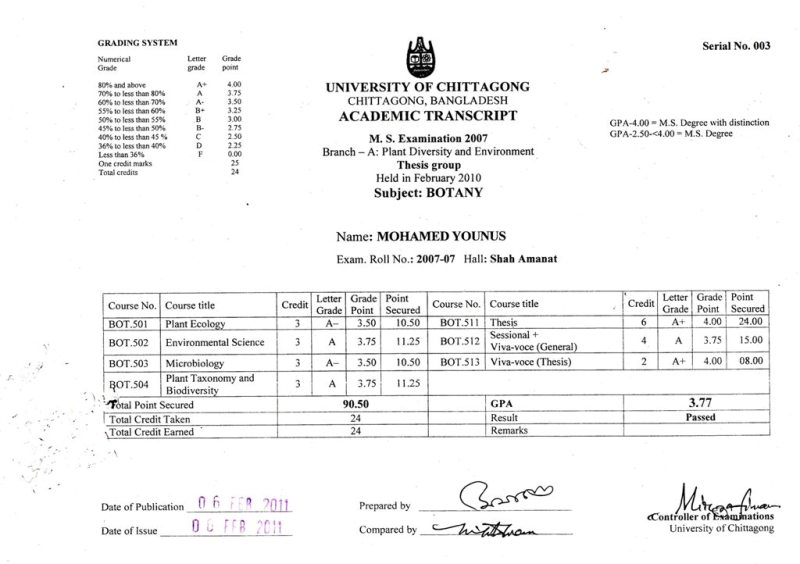 GRADING SYSTEM
Numerical Grade Letter grade Grade point
80% and above A+ 4.00
70% to less than 80% A 3.75
60% to less than 70% A- 3.50
55% to less than 60% B+ 3.25
50% to less than 55% B 3.00
45% to less than 50% B- 2.75
40% to less than 45 % C 2.50
36% to less than 40% D 2.25
Less than 36% F 0.00
One credit marks 25
Total credits 24
Serial No. 003
UNIVERSITY OF CHITTAGONG
CHITTAGONG, BANGLADESH
ACADEMIC TRANSCRIPT
GPA-4.00 = M.S. Degree with distinction
GPA-2.50-<4.00 = M.S. Degree
M. S. Examination 2007
Branch – A: Plant Diversity and Environment
Thesis group
Held in February 2010
Subject: BOTANY
Name: MOHAMED YOUNUS
Exam. Roll No.: 2007-07 Hall: Shah Amanat
Course No. Course title Credit Letter Grade Grade Point Point Secured Course No. Course title Credit Letter Grade Grade Point Point Secured
BOT.501 Plant Ecology 3 A– 3.50 10.50 BOT.511 Thesis 6 A+ 4.00 24.00
BOT.502 Environmental Science 3 A 3.75 11.25 BOT.512 Sessional + Viva-voce (General) 4 A 3.75 15.00
BOT.503 Microbiology 3 A– 3.50 10.50 BOT.513 Viva-voce (Thesis) 2 A+ 4.00 08.00
BOT.504 Plant Taxonomy and Biodiversity 3 A 3.75 11.25
Total Point Secured 90.50 GPA 3.77
Total Credit Taken 24 Result Passed
Total Credit Earned 24 Remarks
Date of Publication 06 FEB 2011
Prepared by
Date of Issue 06 FEB 2011
Compared by
Controller of Examinations
University of Chittagong